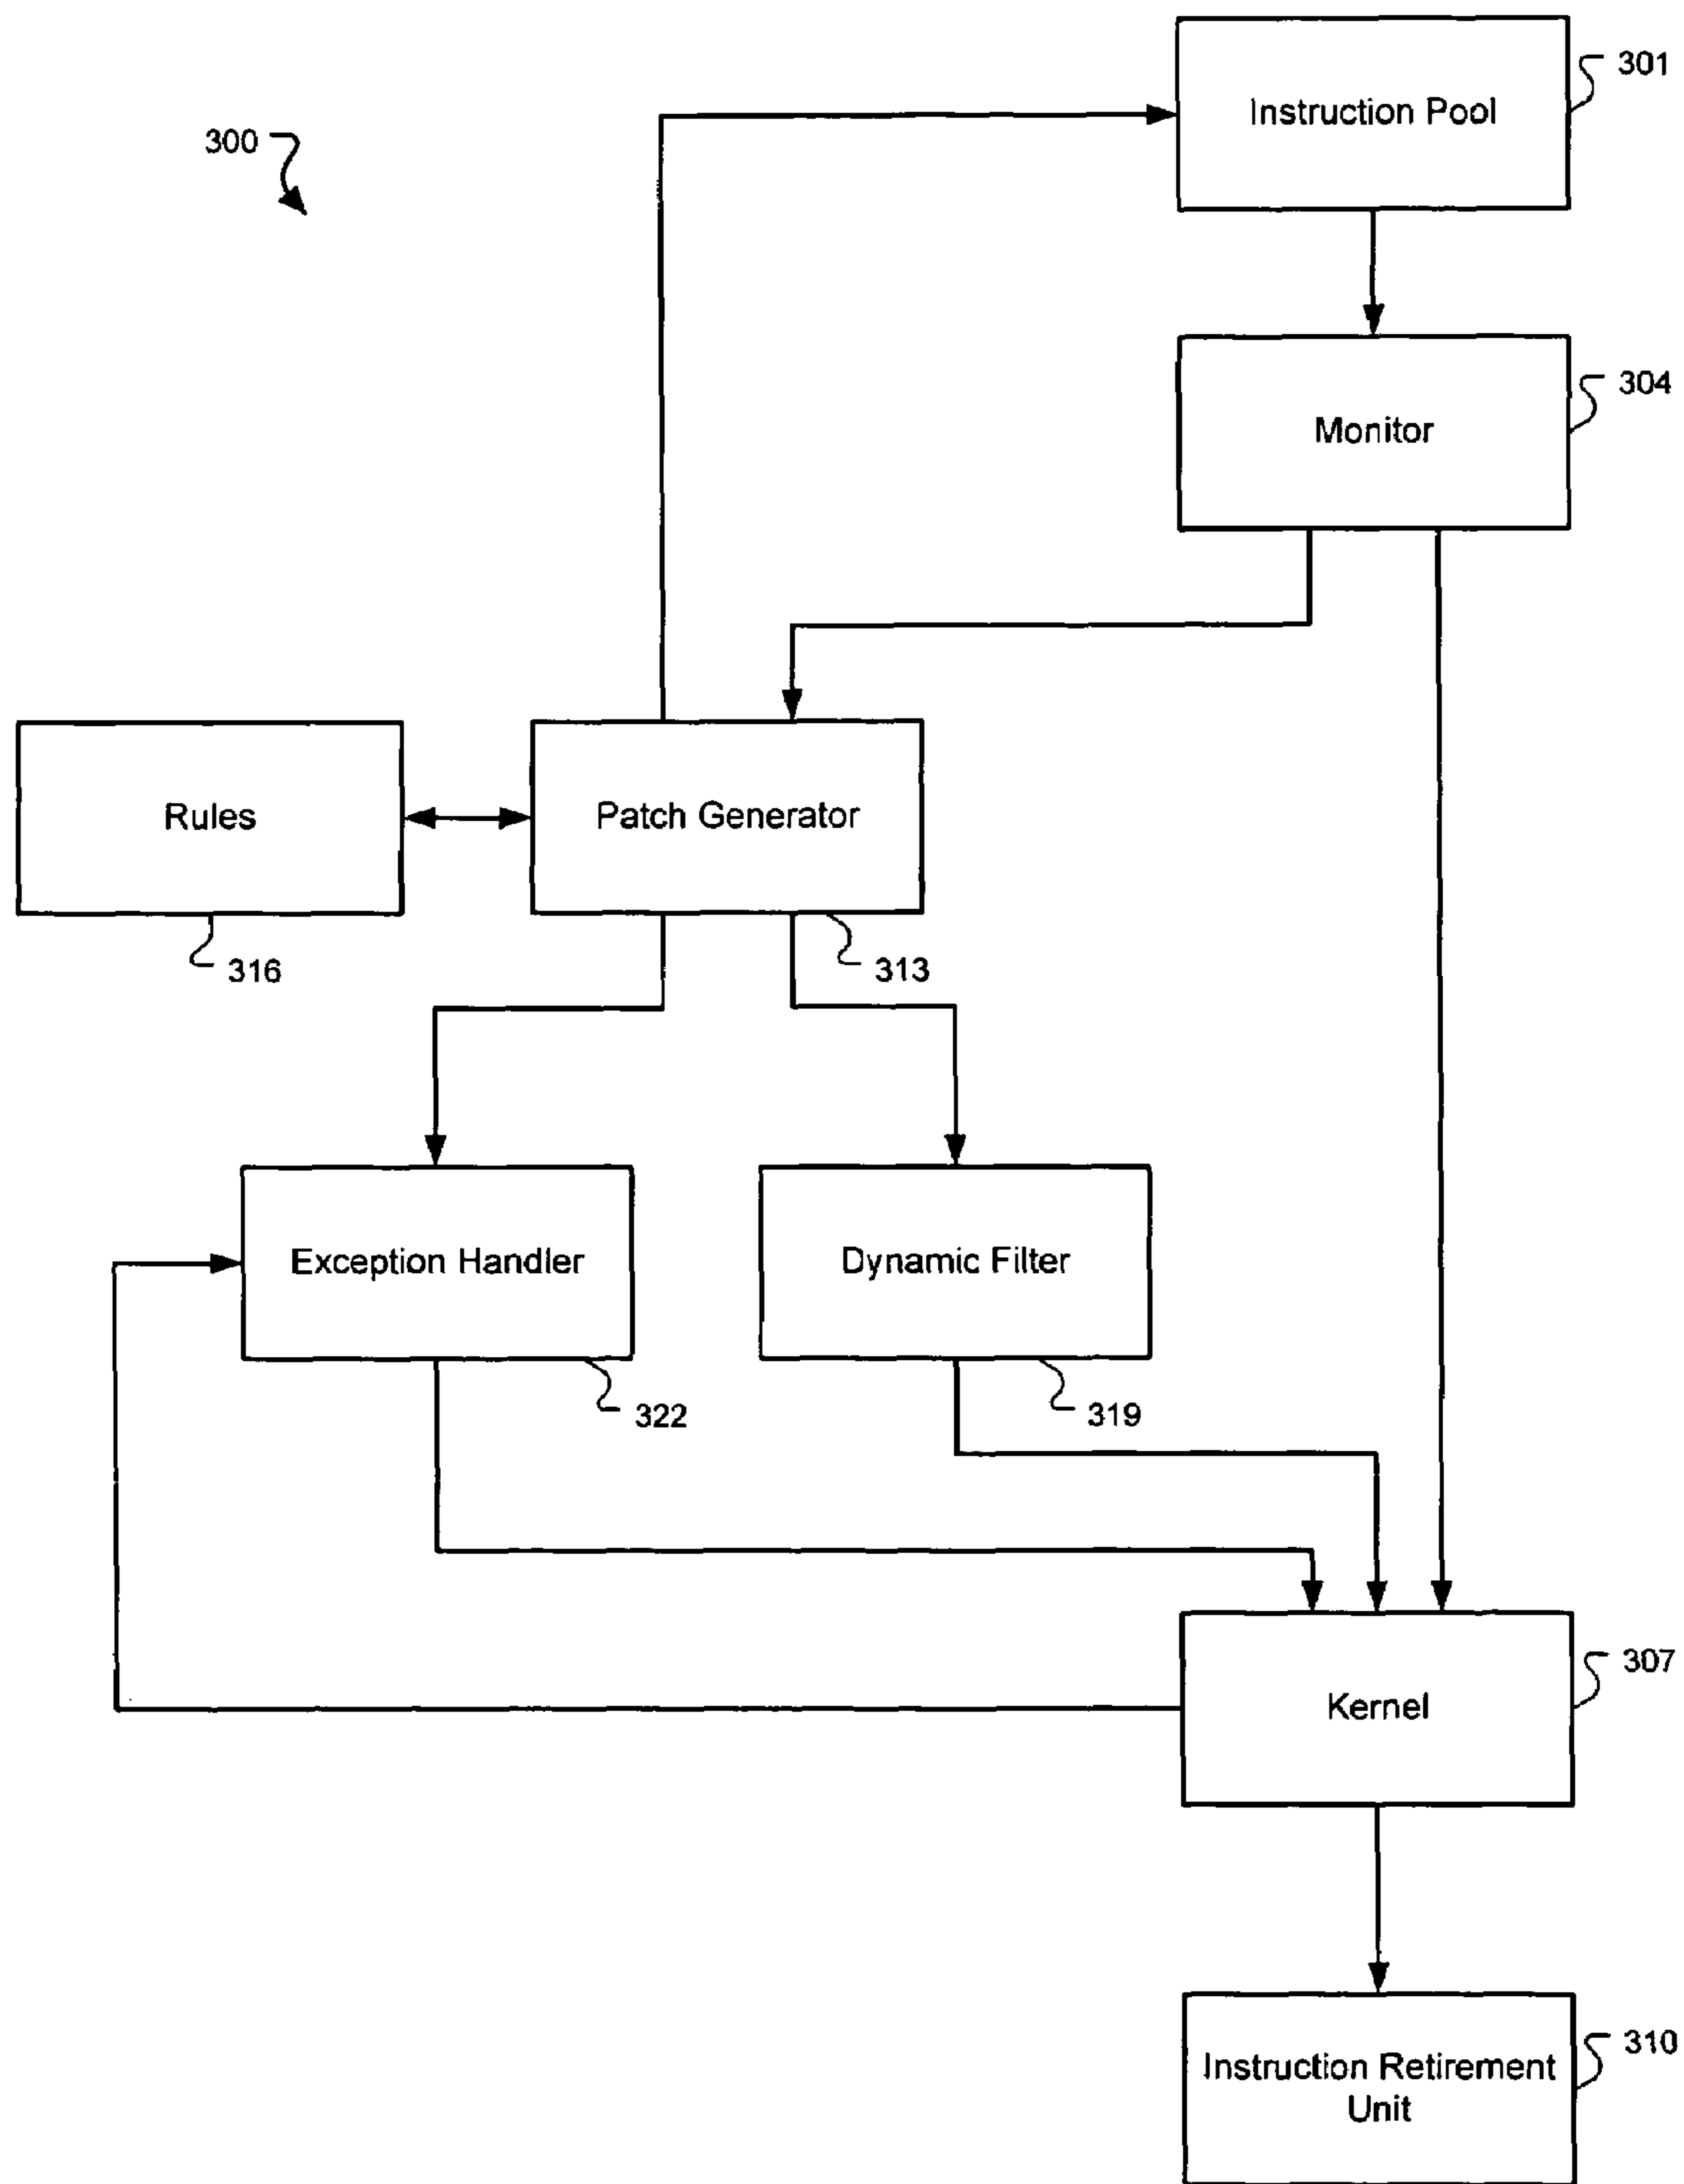 301
Instruction Pool
300
304
Monitor
Rules
Patch Generator
316
313
Exception Handler
Dynamic Filter
322
319
307
Kernel
310
Instruction Retirement
Unit